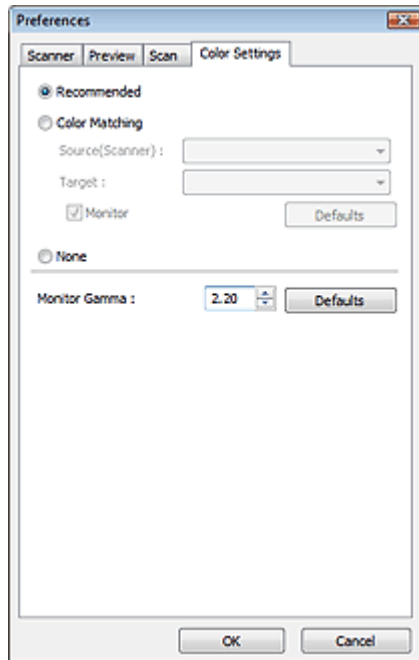 Preferences
Scanner Preview Scan Color Settings
Recommended
Color Matching
Source(Scanner) :
Target :
Monitor Defaults
None
Monitor Gamma : 2.20 Defaults
OK Cancel